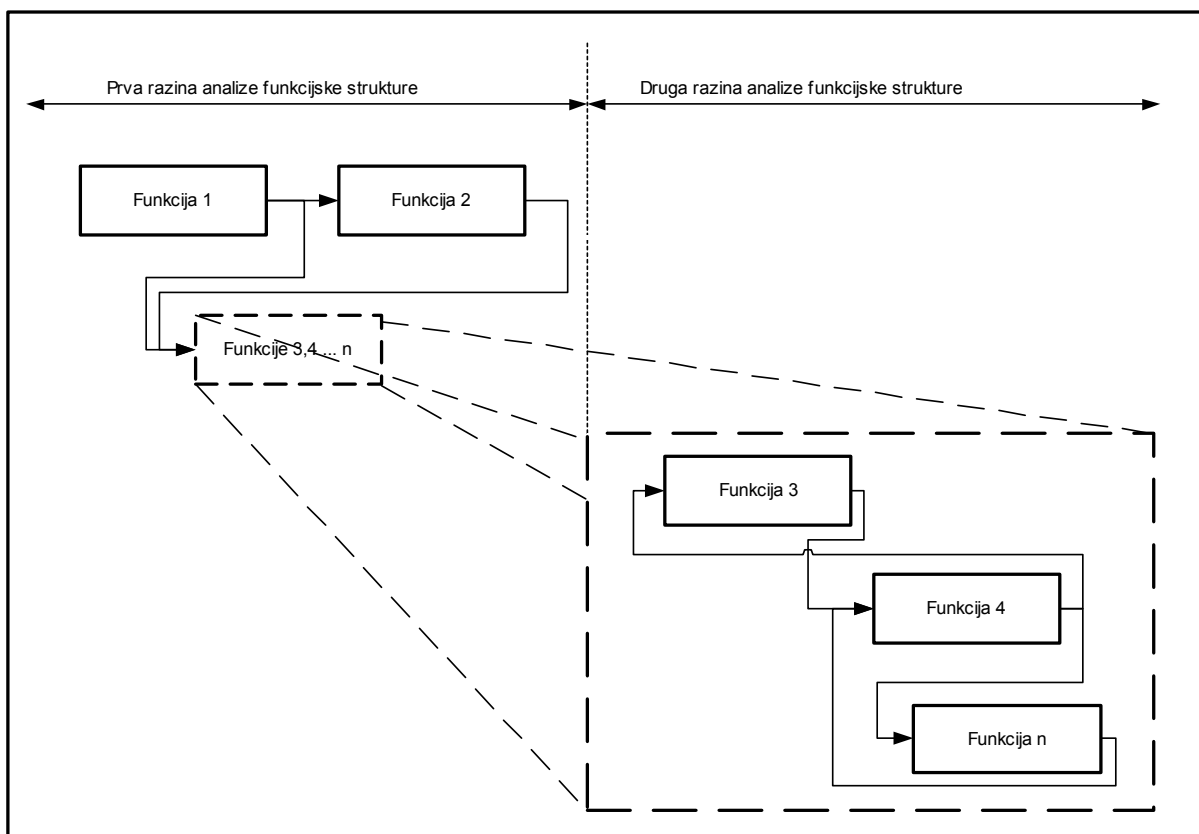 Prva razina analize funkcijske strukture
Druga razina analize funkcijske strukture
Funkcija 1
Funkcija 2
Funkcije 3,4 ... n
Funkcija 3
Funkcija 4
Funkcija n